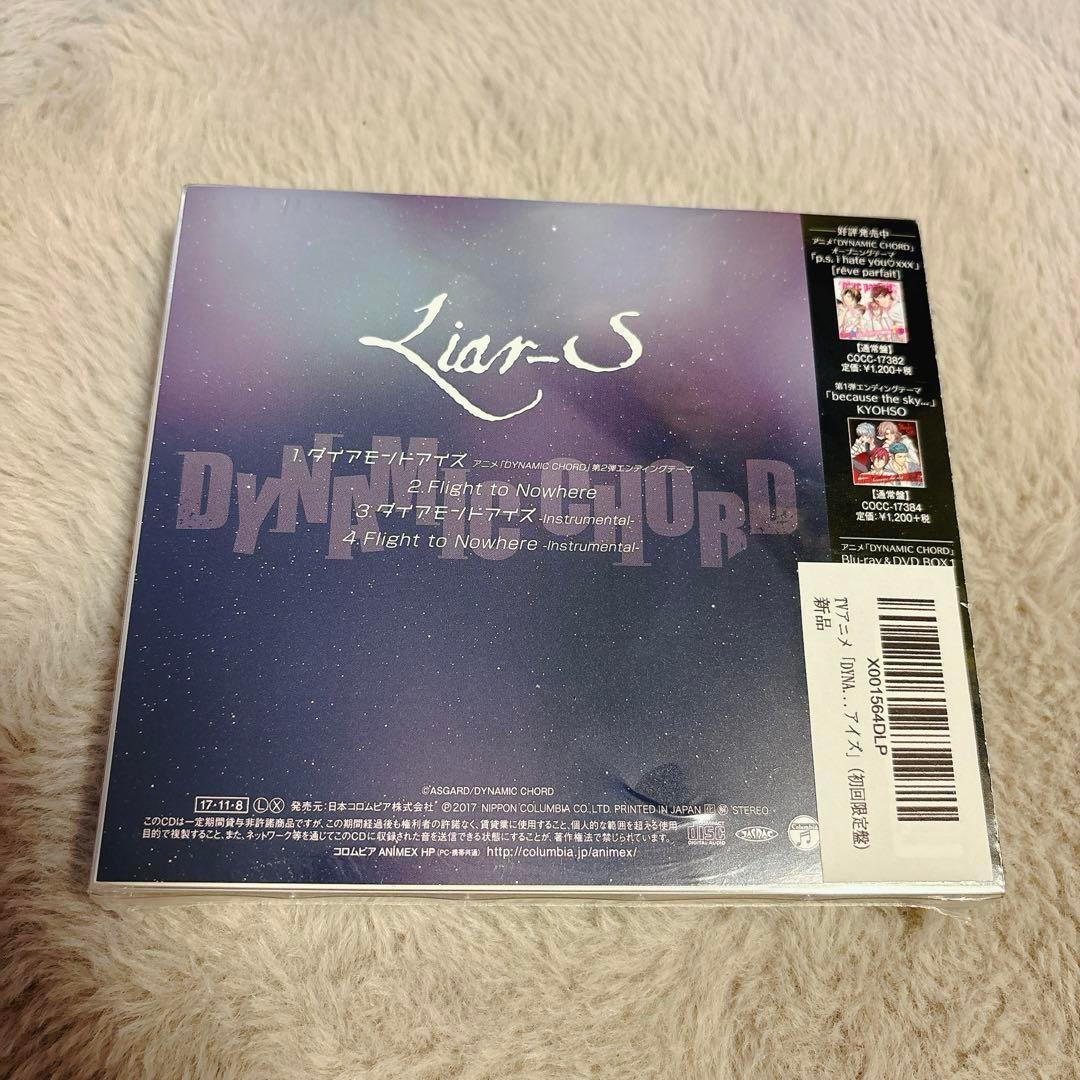 Liar-S
DYNAMIC CHORD
1.ダイアモンドアイズ アニメ「DYNAMIC CHORD」第2弾エンディングテーマ
2.Flight to Nowhere
3.ダイアモンドアイズ -Instrumental-
4.Flight to Nowhere -Instrumental-
©ASGARD/DYNAMIC CHORD
17・11・8 Ⓛ Ⓧ 発売元:日本コロムビア株式会社 Ⓟ2017 NIPPON COLUMBIA CO.,LTD. PRINTED IN JAPAN STEREO
このCDは一定期間貸与非許諾商品ですが、この期間経過後も権利者の許諾なく、賃貸業に使用すること、個人的な範囲を超える使用
目的で複製すること、また、ネットワーク等を通じてこのCDに収録された音を送信できる状態にすることが、著作権法で禁じられています。
コロムビア ANIMEX HP (PC・携帯共通) http://columbia.jp/animex/
DISC
DIGITAL AUDIO
JASRAC
Columbia
好評発売中
アニメ「DYNAMIC CHORD」
オープニングテーマ
「p.s. i hate you♡xxx」
[rêve parfait]
rêve parfait
【通常盤】
COCC-17382
定価:¥1,200+税
第1弾エンディングテーマ
「because the sky...」
KYOHSO
【通常盤】
COCC-17384
定価:¥1,200+税
アニメ「DYNAMIC CHORD」
Blu-ray&DVD BOX1
X001564DLP
TVアニメ「DYNA...アイズ」(初回限定盤)
新品